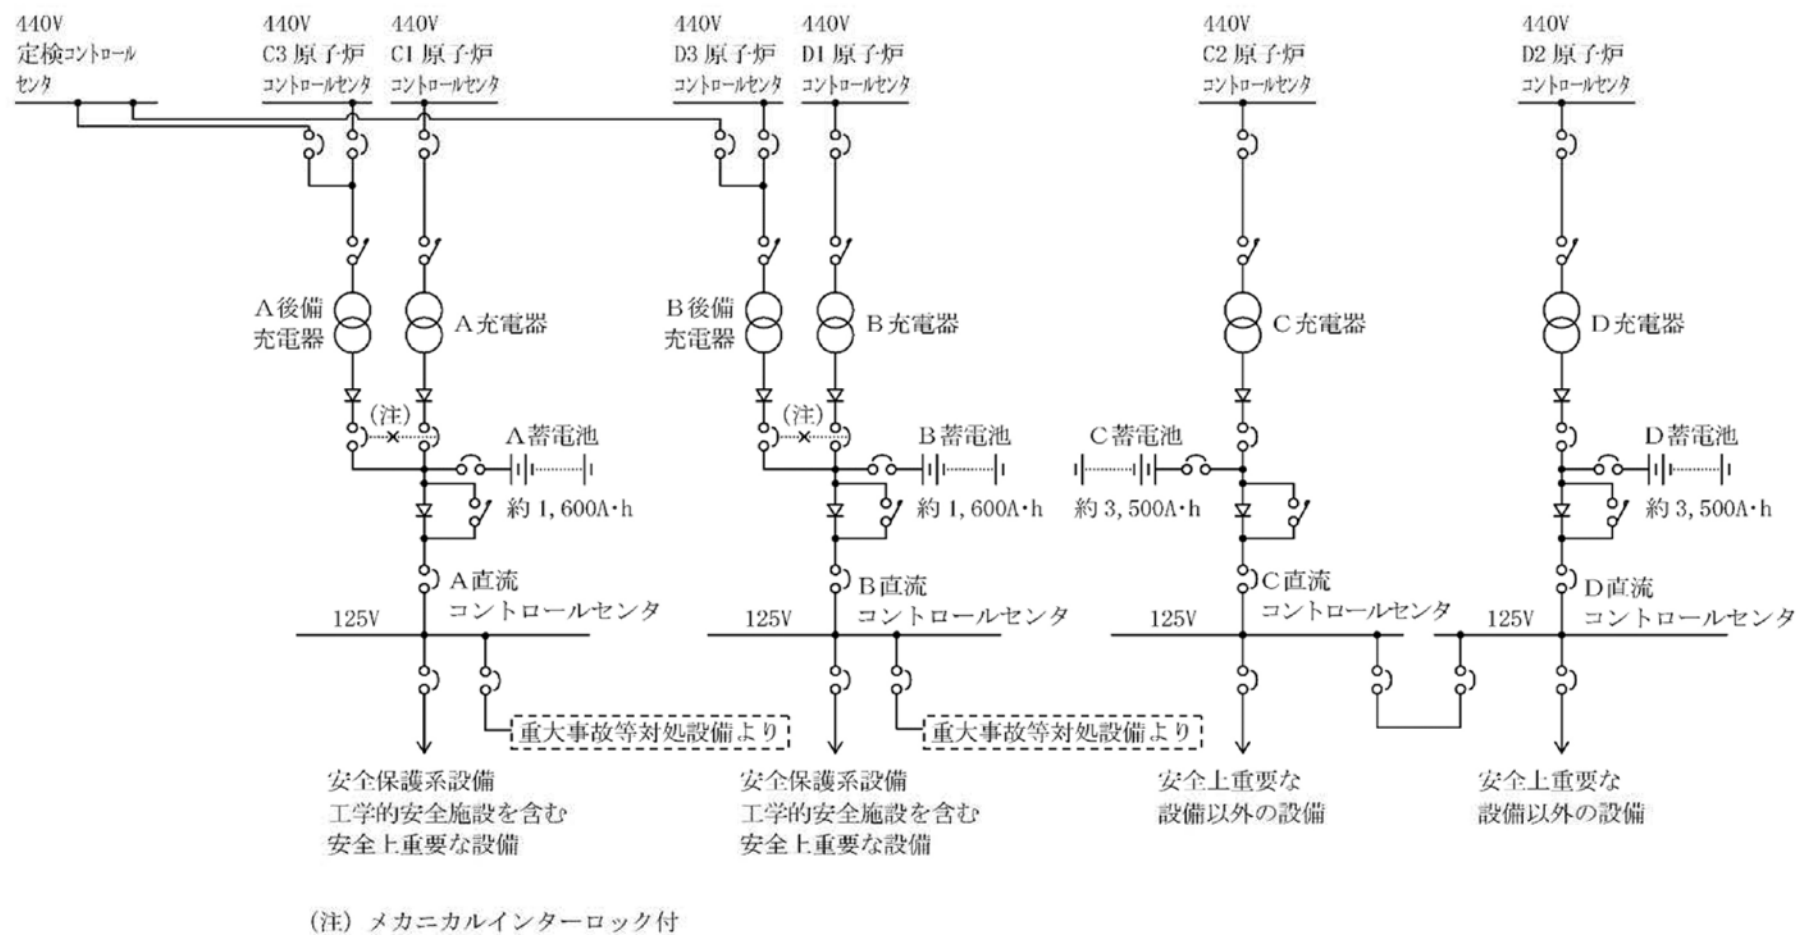 440V
定検コントロール
センタ
440V
C3 原子炉
コントロールセンタ
440V
C1 原子炉
コントロールセンタ
440V
D3 原子炉
コントロールセンタ
440V
D1 原子炉
コントロールセンタ
440V
C2 原子炉
コントロールセンタ
440V
D2 原子炉
コントロールセンタ
A後備
充電器
A充電器
B後備
充電器
B充電器
C充電器
D充電器
(注)
A蓄電池
約1,600A・h
(注)
B蓄電池
約1,600A・h
C蓄電池
約3,500A・h
D蓄電池
約3,500A・h
A直流
コントロールセンタ
125V
B直流
コントロールセンタ
125V
C直流
コントロールセンタ
125V
D直流
コントロールセンタ
125V
重大事故等対処設備より
重大事故等対処設備より
安全保護系設備
工学的安全施設を含む
安全上重要な設備
安全保護系設備
工学的安全施設を含む
安全上重要な設備
安全上重要な
設備以外の設備
安全上重要な
設備以外の設備
(注) メカニカルインターロック付